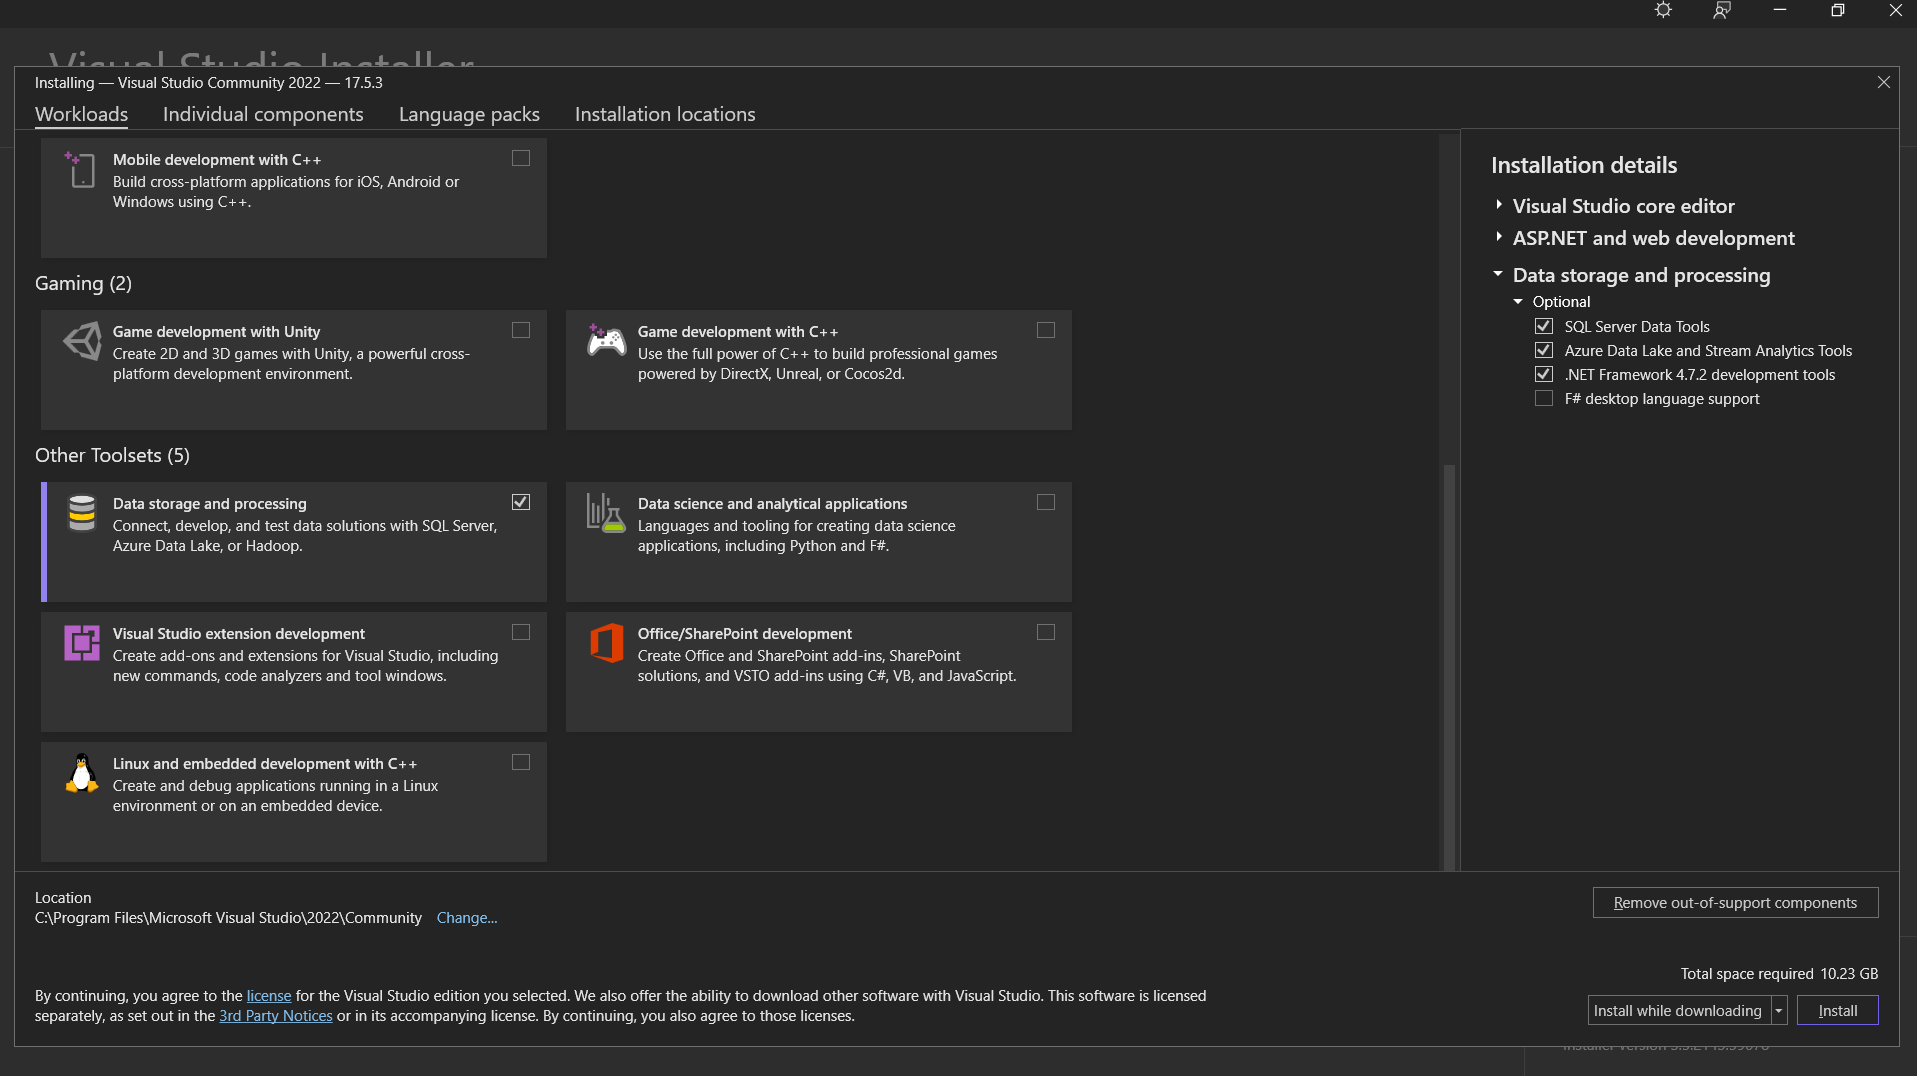 Visual Studio Installer
Installing — Visual Studio Community 2022 — 17.5.3
Workloads
Individual components
Language packs
Installation locations
Mobile development with C++
Build cross-platform applications for iOS, Android or
Windows using C++.
Gaming (2)
Game development with Unity
Create 2D and 3D games with Unity, a powerful cross-
platform development environment.
Game development with C++
Use the full power of C++ to build professional games
powered by DirectX, Unreal, or Cocos2d.
Other Toolsets (5)
Data storage and processing
Connect, develop, and test data solutions with SQL Server,
Azure Data Lake, or Hadoop.
Data science and analytical applications
Languages and tooling for creating data science
applications, including Python and F#.
Visual Studio extension development
Create add-ons and extensions for Visual Studio, including
new commands, code analyzers and tool windows.
Office/SharePoint development
Create Office and SharePoint add-ins, SharePoint
solutions, and VSTO add-ins using C#, VB, and JavaScript.
Linux and embedded development with C++
Create and debug applications running in a Linux
environment or on an embedded device.
Installation details
Visual Studio core editor
ASP.NET and web development
Data storage and processing
Optional
SQL Server Data Tools
Azure Data Lake and Stream Analytics Tools
.NET Framework 4.7.2 development tools
F# desktop language support
Location
C:\Program Files\Microsoft Visual Studio\2022\Community Change...
Remove out-of-support components
Total space required 10.23 GB
By continuing, you agree to the license for the Visual Studio edition you selected. We also offer the ability to download other software with Visual Studio. This software is licensed
separately, as set out in the 3rd Party Notices or in its accompanying license. By continuing, you also agree to those licenses.
Install while downloading
Install